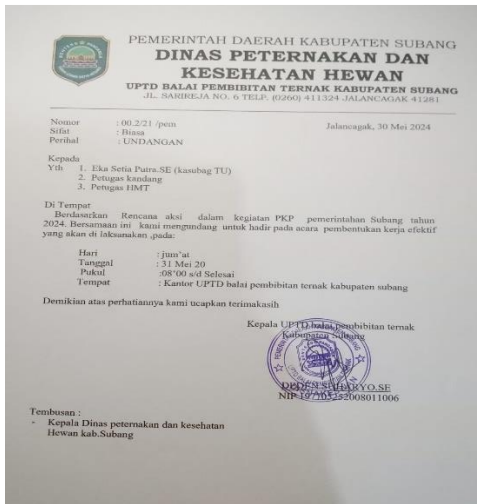 PEMERINTAH DAERAH KABUPATEN SUBANG
DINAS PETERNAKAN DAN
KESEHATAN HEWAN
UPTD BALAI PEMBIBITAN TERNAK KABUPATEN SUBANG
JL. SARIREJA NO. 6 TELP. (0260) 411324 JALANCAGAK 41281
Nomor : 00.2/21 /pem Jalancagak, 30 Mei 2024
Sifat : Biasa
Perihal : UNDANGAN
Kepada
Yth 1. Eka Setia Putra.SE (kasubag TU)
2. Petugas kandang
3. Petugas HMT
Di Tempat
Berdasarkan Rencana aksi dalam kegiatan PKP pemerintahan Subang tahun
2024. Bersamaan ini kami mengundang untuk hadir pada acara pembentukan kerja efektif
yang akan di laksanakan ,pada:
Hari : jum'at
Tanggal : 31 Mei 20
Pukul :08'00 s/d Selesai
Tempat : Kantor UPTD balai pembibitan ternak kabupaten subang
Demikian atas perhatiannya kami ucapkan terimakasih
Kepala UPTD balai pembibitan ternak
Kabupaten Subang
DEDEN SUHARYO.SE
NIP
Tembusan :
- Kepala Dinas peternakan dan kesehatan
Hewan kab.Subang